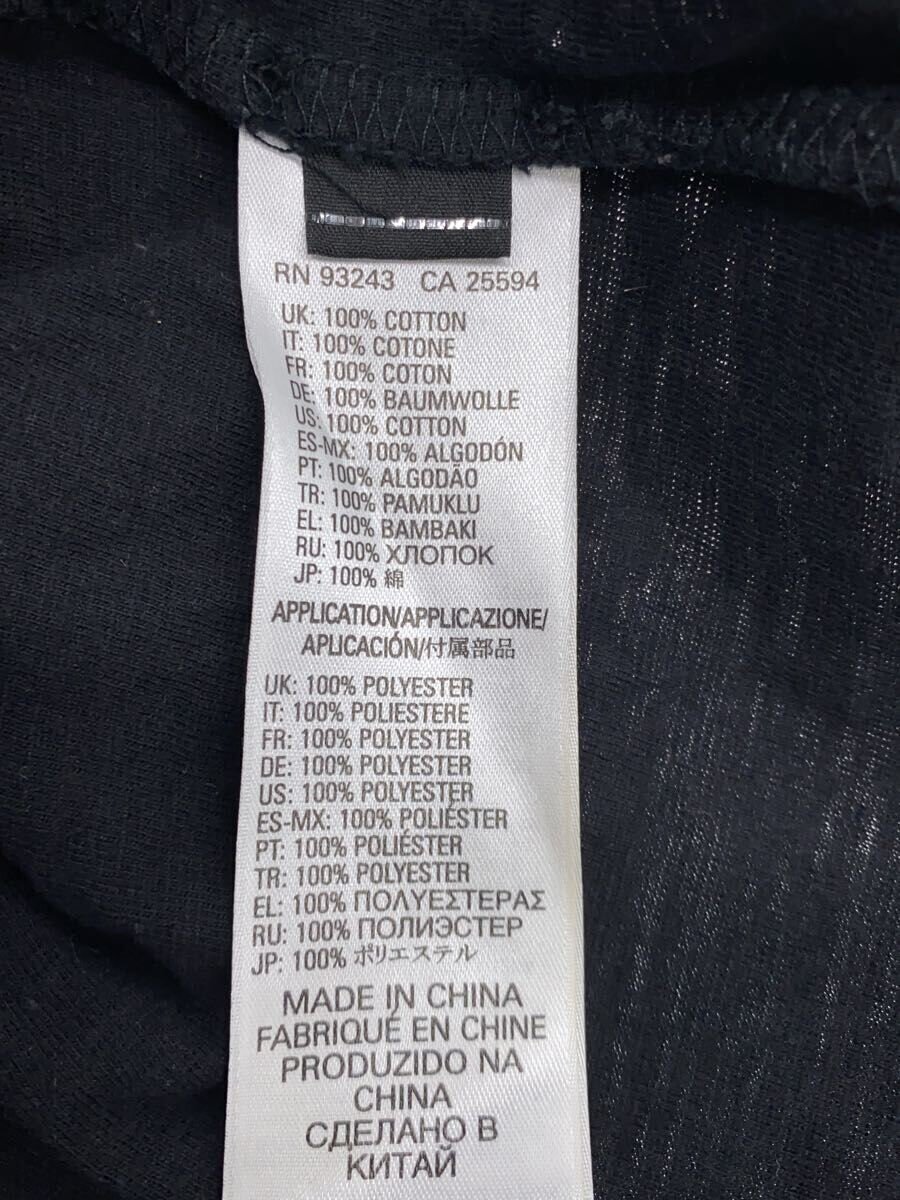 RN 93243 CA 25594
UK: 100% COTTON
IT: 100% COTONE
FR: 100% COTON
DE: 100% BAUMWOLLE
US: 100% COTTON
ES-MX: 100% ALGODÓN
PT: 100% ALGODÃO
TR: 100% PAMUKLU
EL: 100% BAMBAKI
RU: 100% ХЛОПОК
JP: 100% 綿
APPLICATION/APPLICAZIONE/
APLICACIÓN/付属部品
UK: 100% POLYESTER
IT: 100% POLIESTERE
FR: 100% POLYESTER
DE: 100% POLYESTER
US: 100% POLYESTER
ES-MX: 100% POLIÉSTER
PT: 100% POLIÉSTER
TR: 100% POLYESTER
EL: 100% ΠΟΛΥΕΣΤΕΡΑΣ
RU: 100% ПОЛИЭСТЕР
JP: 100% ポリエステル
MADE IN CHINA
FABRIQUÉ EN CHINE
PRODUZIDO NA
CHINA
СДЕЛАНО В
КИТАЙ